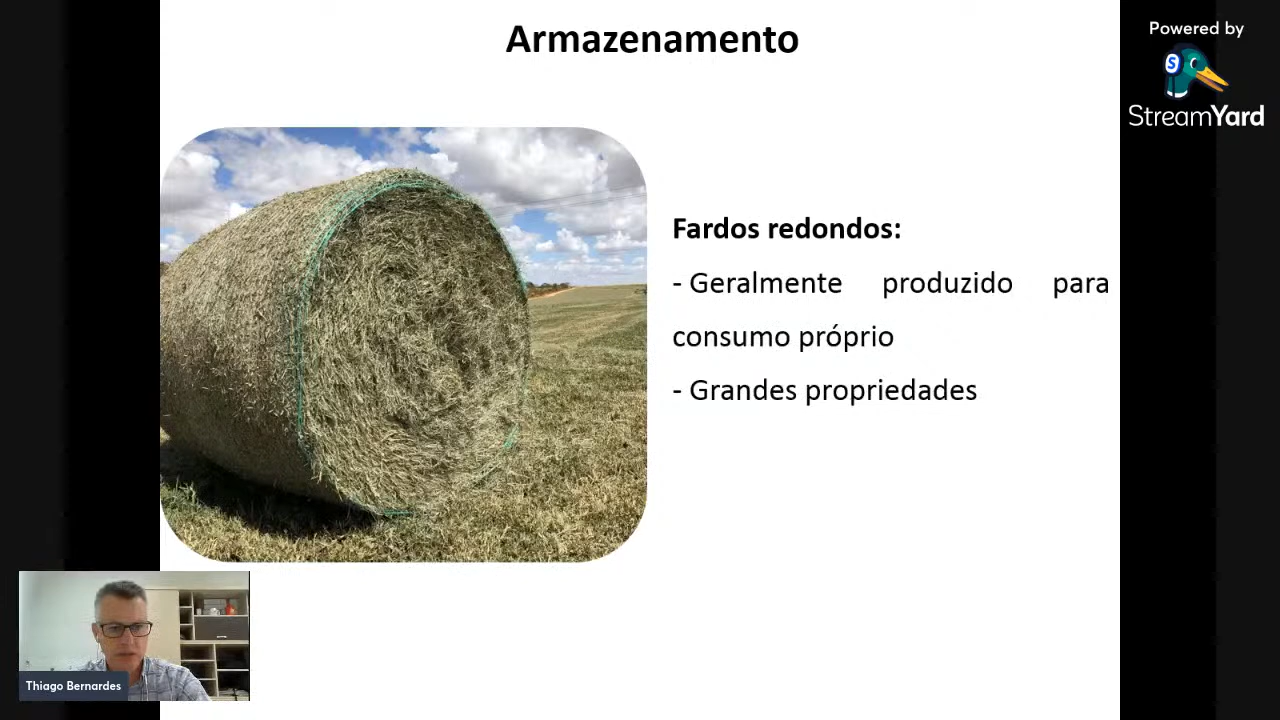 Armazenamento
Powered by
StreamYard
Fardos redondos:
- Geralmente produzido para
consumo próprio
- Grandes propriedades
Thiago Bernardes